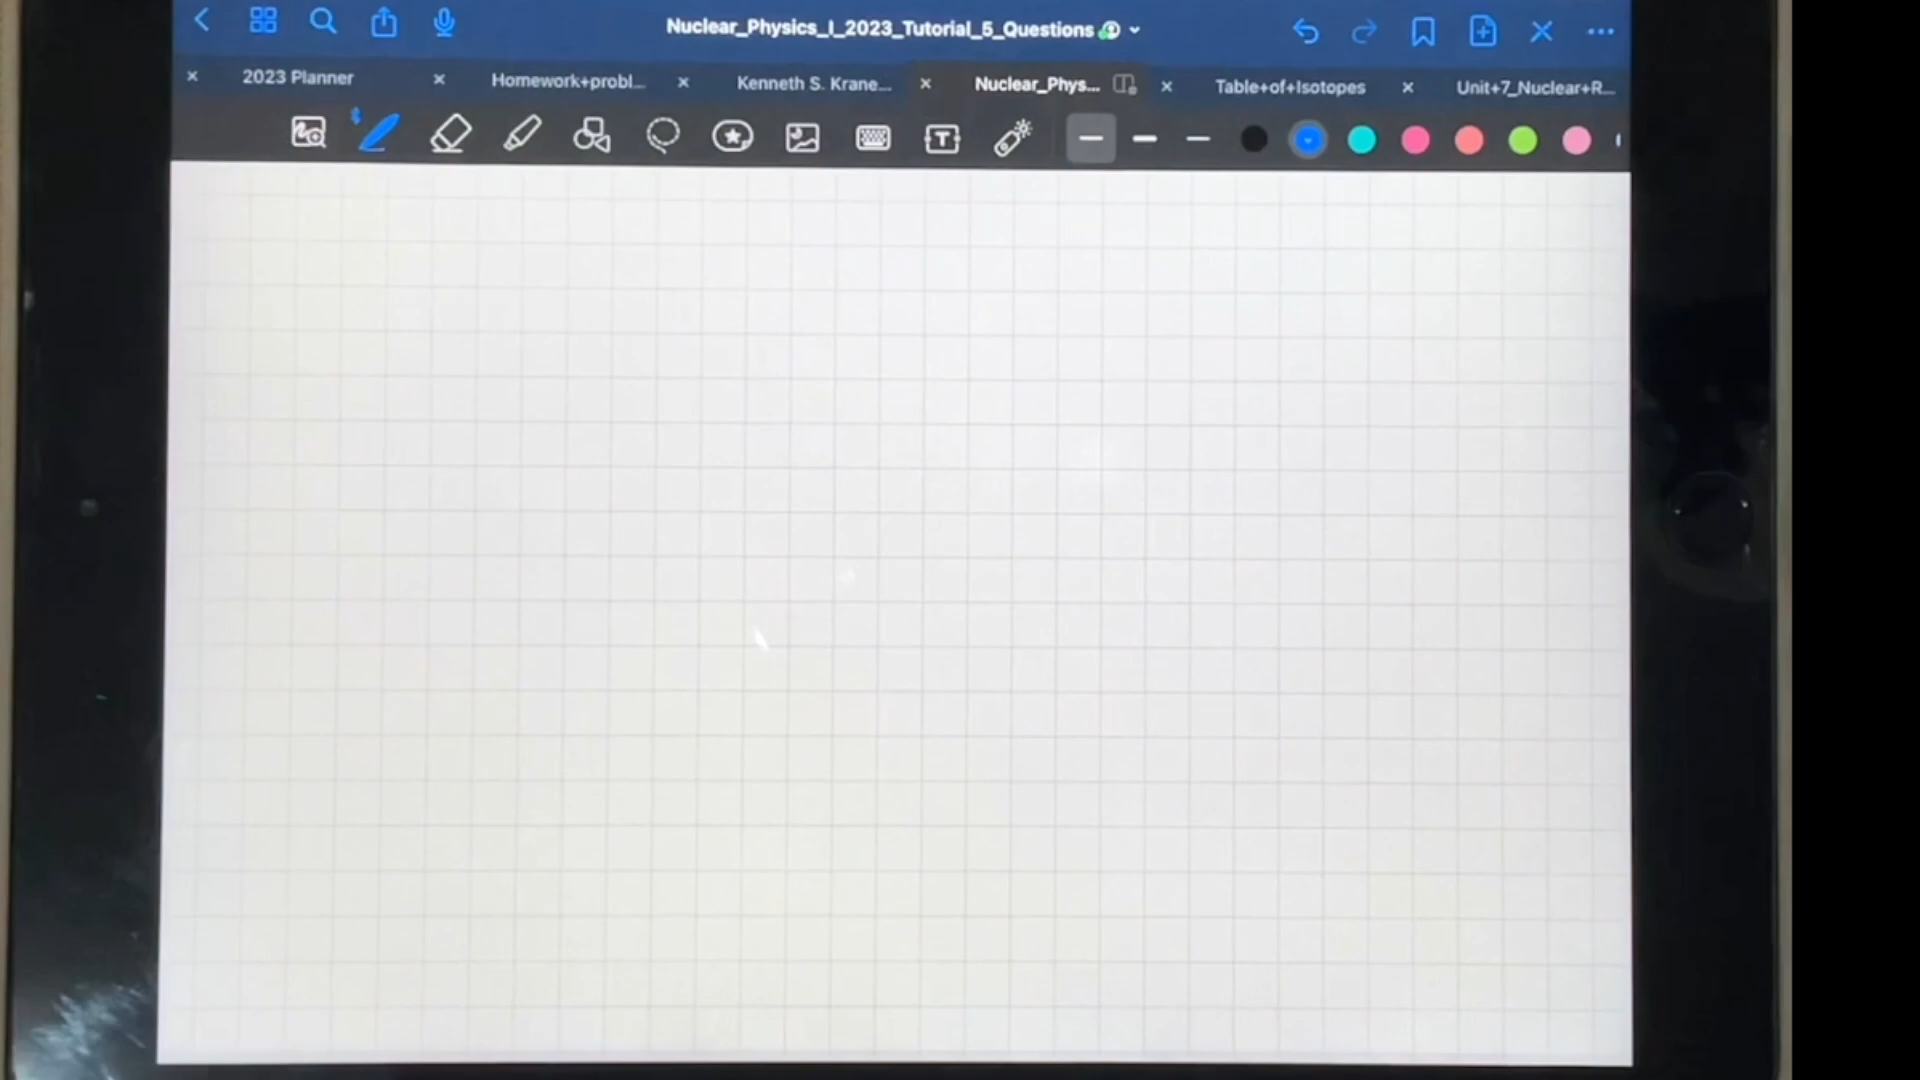 Nuclear_Physics_I_2023_Tutorial_5_Questions
2023 Planner
Homework+probl...
Kenneth S. Krane...
Nuclear_Phys...
Table+of+Isotopes
Unit+7_Nuclear+R...
T